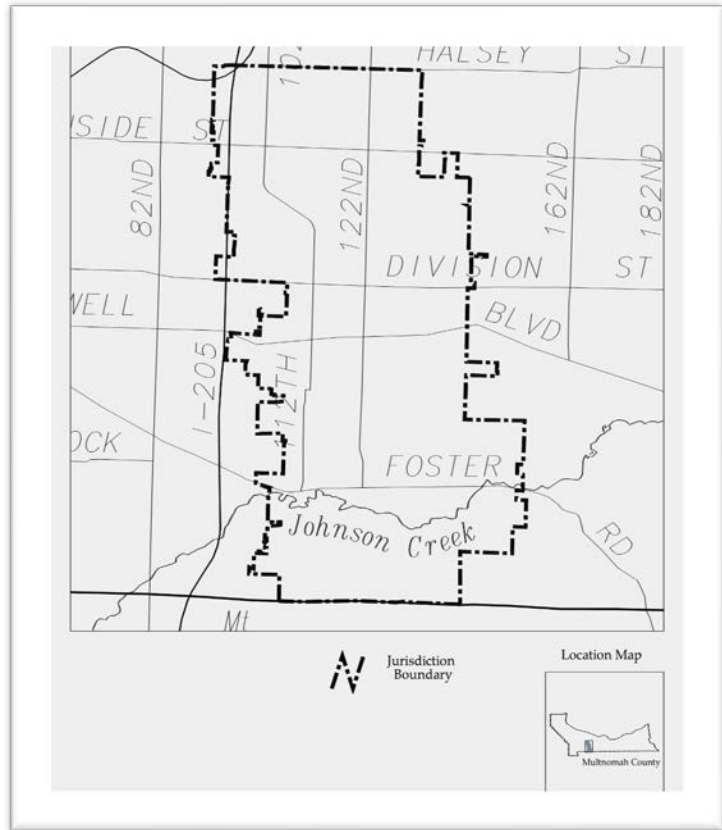 HALSEY ST
102
SIDE ST
82ND
122ND
162ND
182ND
DIVISION ST
WELL
BLVD
I-205
112TH
OCK
FOSTER
RD
Johnson Creek
Mt
Jurisdiction
Boundary
Location Map
Multnomah County